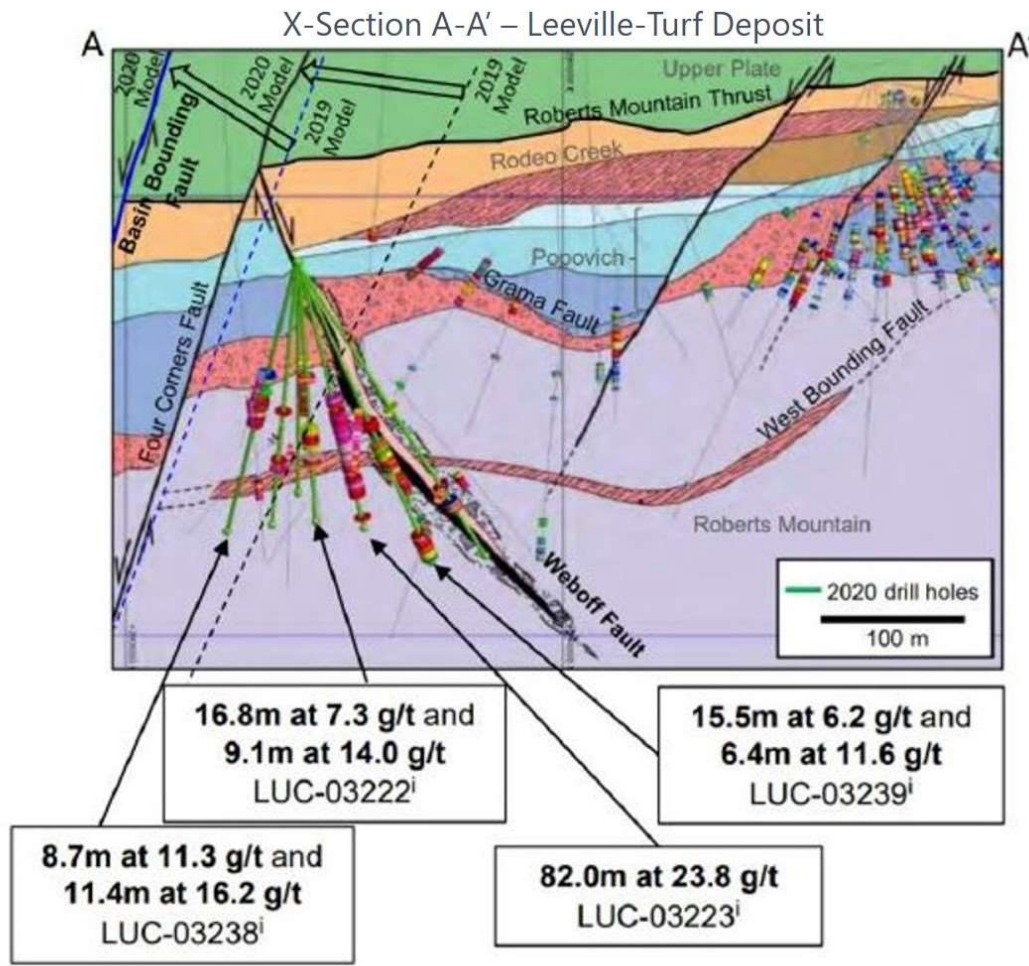 X-Section A-A' – Leeville-Turf Deposit
A
A'
2020
Model
2020
Model
2019
Model
2019
Model
Upper Plate
Roberts Mountain Thrust
Rodeo Creek
Basin Bounding
Fault
Popovich
Grama Fault
Four Corners Fault
West Bounding Fault
Roberts Mountain
Weboff Fault
2020 drill holes
100 m
16.8m at 7.3 g/t and
9.1m at 14.0 g/t
LUC-03222ⁱ
15.5m at 6.2 g/t and
6.4m at 11.6 g/t
LUC-03239ⁱ
8.7m at 11.3 g/t and
11.4m at 16.2 g/t
LUC-03238ⁱ
82.0m at 23.8 g/t
LUC-03223ⁱ